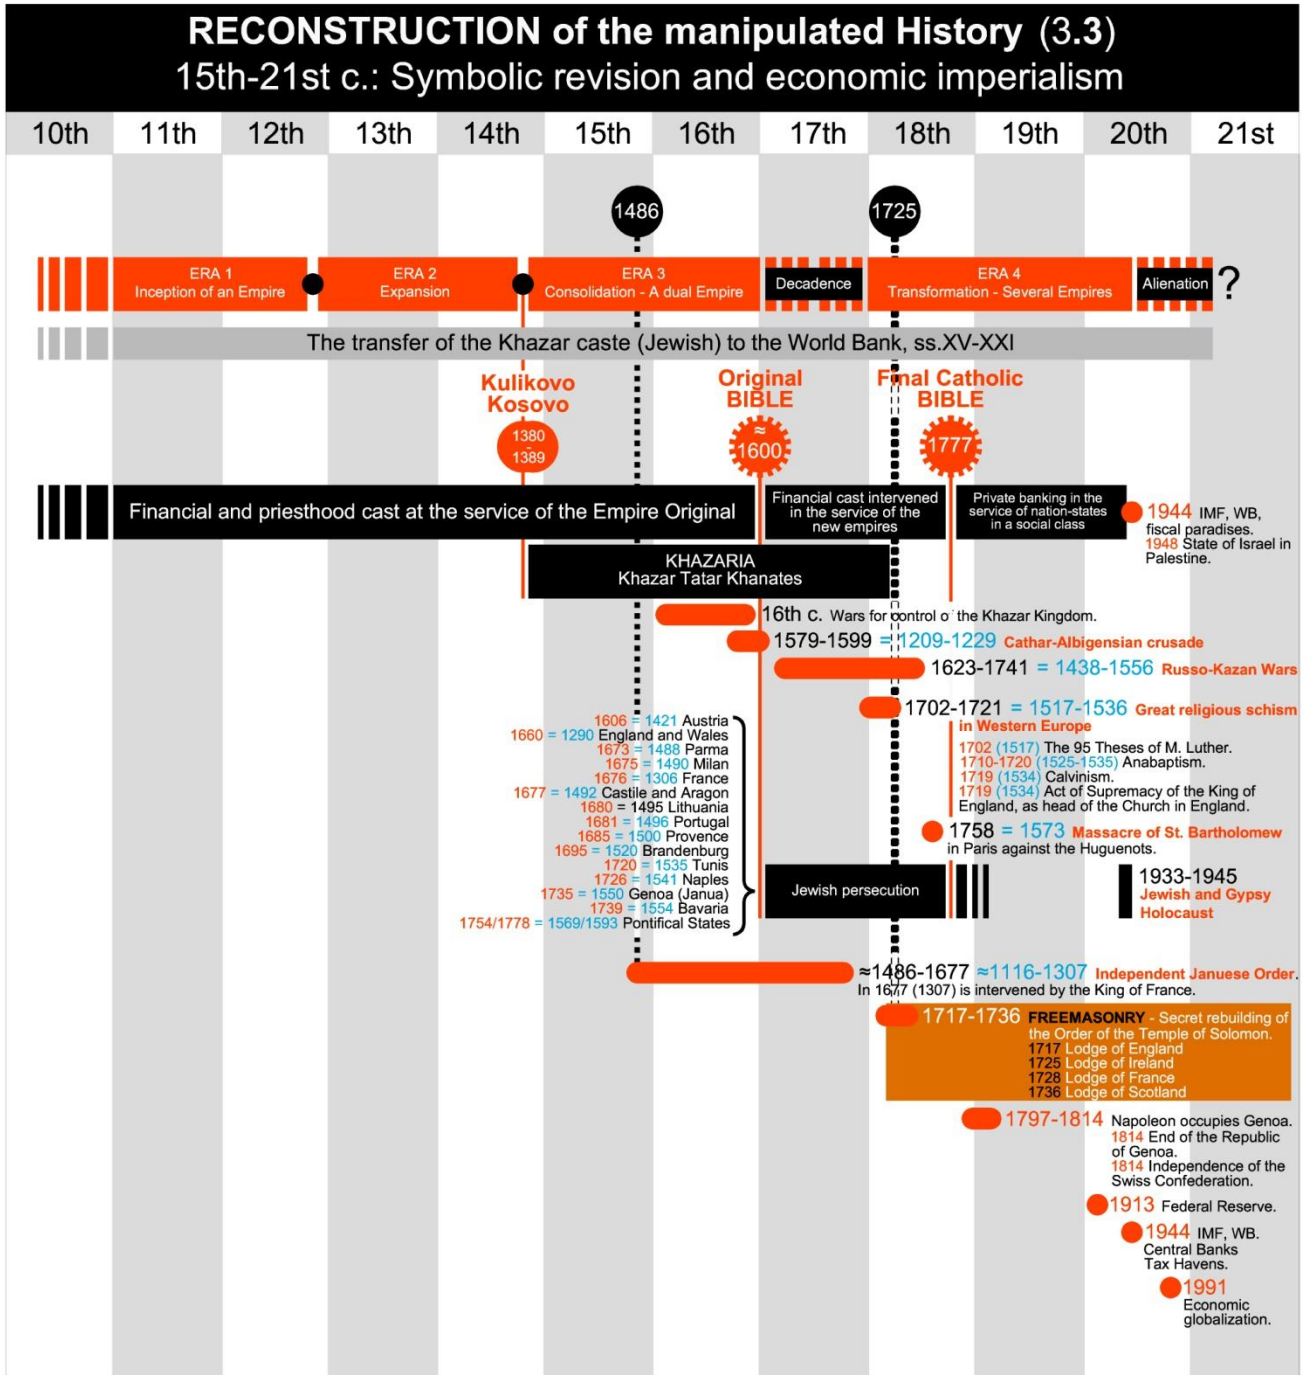 RECONSTRUCTION of the manipulated History (3.3)
15th-21st c.: Symbolic revision and economic imperialism
10th 11th 12th 13th 14th 15th 16th 17th 18th 19th 20th 21st
1486
1725
ERA 1
Inception of an Empire
ERA 2
Expansion
ERA 3
Consolidation - A dual Empire
Decadence
ERA 4
Transformation - Several Empires
Alienation
?
The transfer of the Khazar caste (Jewish) to the World Bank, ss.XV-XXI
Kulikovo
Kosovo
1380
-
1389
Original
BIBLE
≈
1600
Final Catholic
BIBLE
1777
Financial and priesthood cast at the service of the Empire Original
Financial cast intervened
in the service of the
new empires
Private banking in the
service of nation-states
in a social class
1944 IMF, WB,
fiscal paradises.
1948 State of Israel in
Palestine.
KHAZARIA
Khazar Tatar Khanates
16th c. Wars for control of the Khazar Kingdom.
1579-1599 = 1209-1229 Cathar-Albigensian crusade
1623-1741 = 1438-1556 Russo-Kazan Wars
1702-1721 = 1517-1536 Great religious schism
in Western Europe
1702 (1517) The 95 Theses of M. Luther.
1710-1720 (1525-1535) Anabaptism.
1719 (1534) Calvinism.
1719 (1534) Act of Supremacy of the King of
England, as head of the Church in England.
1758 = 1573 Massacre of St. Bartholomew
in Paris against the Huguenots.
1606 = 1421 Austria
1660 = 1290 England and Wales
1673 = 1488 Parma
1675 = 1490 Milan
1676 = 1306 France
1677 = 1492 Castile and Aragon
1680 = 1495 Lithuania
1681 = 1496 Portugal
1685 = 1500 Provence
1695 = 1520 Brandenburg
1720 = 1535 Tunis
1726 = 1541 Naples
1735 = 1550 Genoa (Janua)
1739 = 1554 Bavaria
1754/1778 = 1569/1593 Pontifical States
Jewish persecution
1933-1945
Jewish and Gypsy
Holocaust
≈1486-1677 ≈1116-1307 Independent Januese Order.
In 1677 (1307) is intervened by the King of France.
1717-1736 FREEMASONRY - Secret rebuilding of
the Order of the Temple of Solomon.
1717 Lodge of England
1725 Lodge of Ireland
1728 Lodge of France
1736 Lodge of Scotland
1797-1814 Napoleon occupies Genoa.
1814 End of the Republic
of Genoa.
1814 Independence of the
Swiss Confederation.
1913 Federal Reserve.
1944 IMF, WB.
Central Banks
Tax Havens.
1991
Economic
globalization.